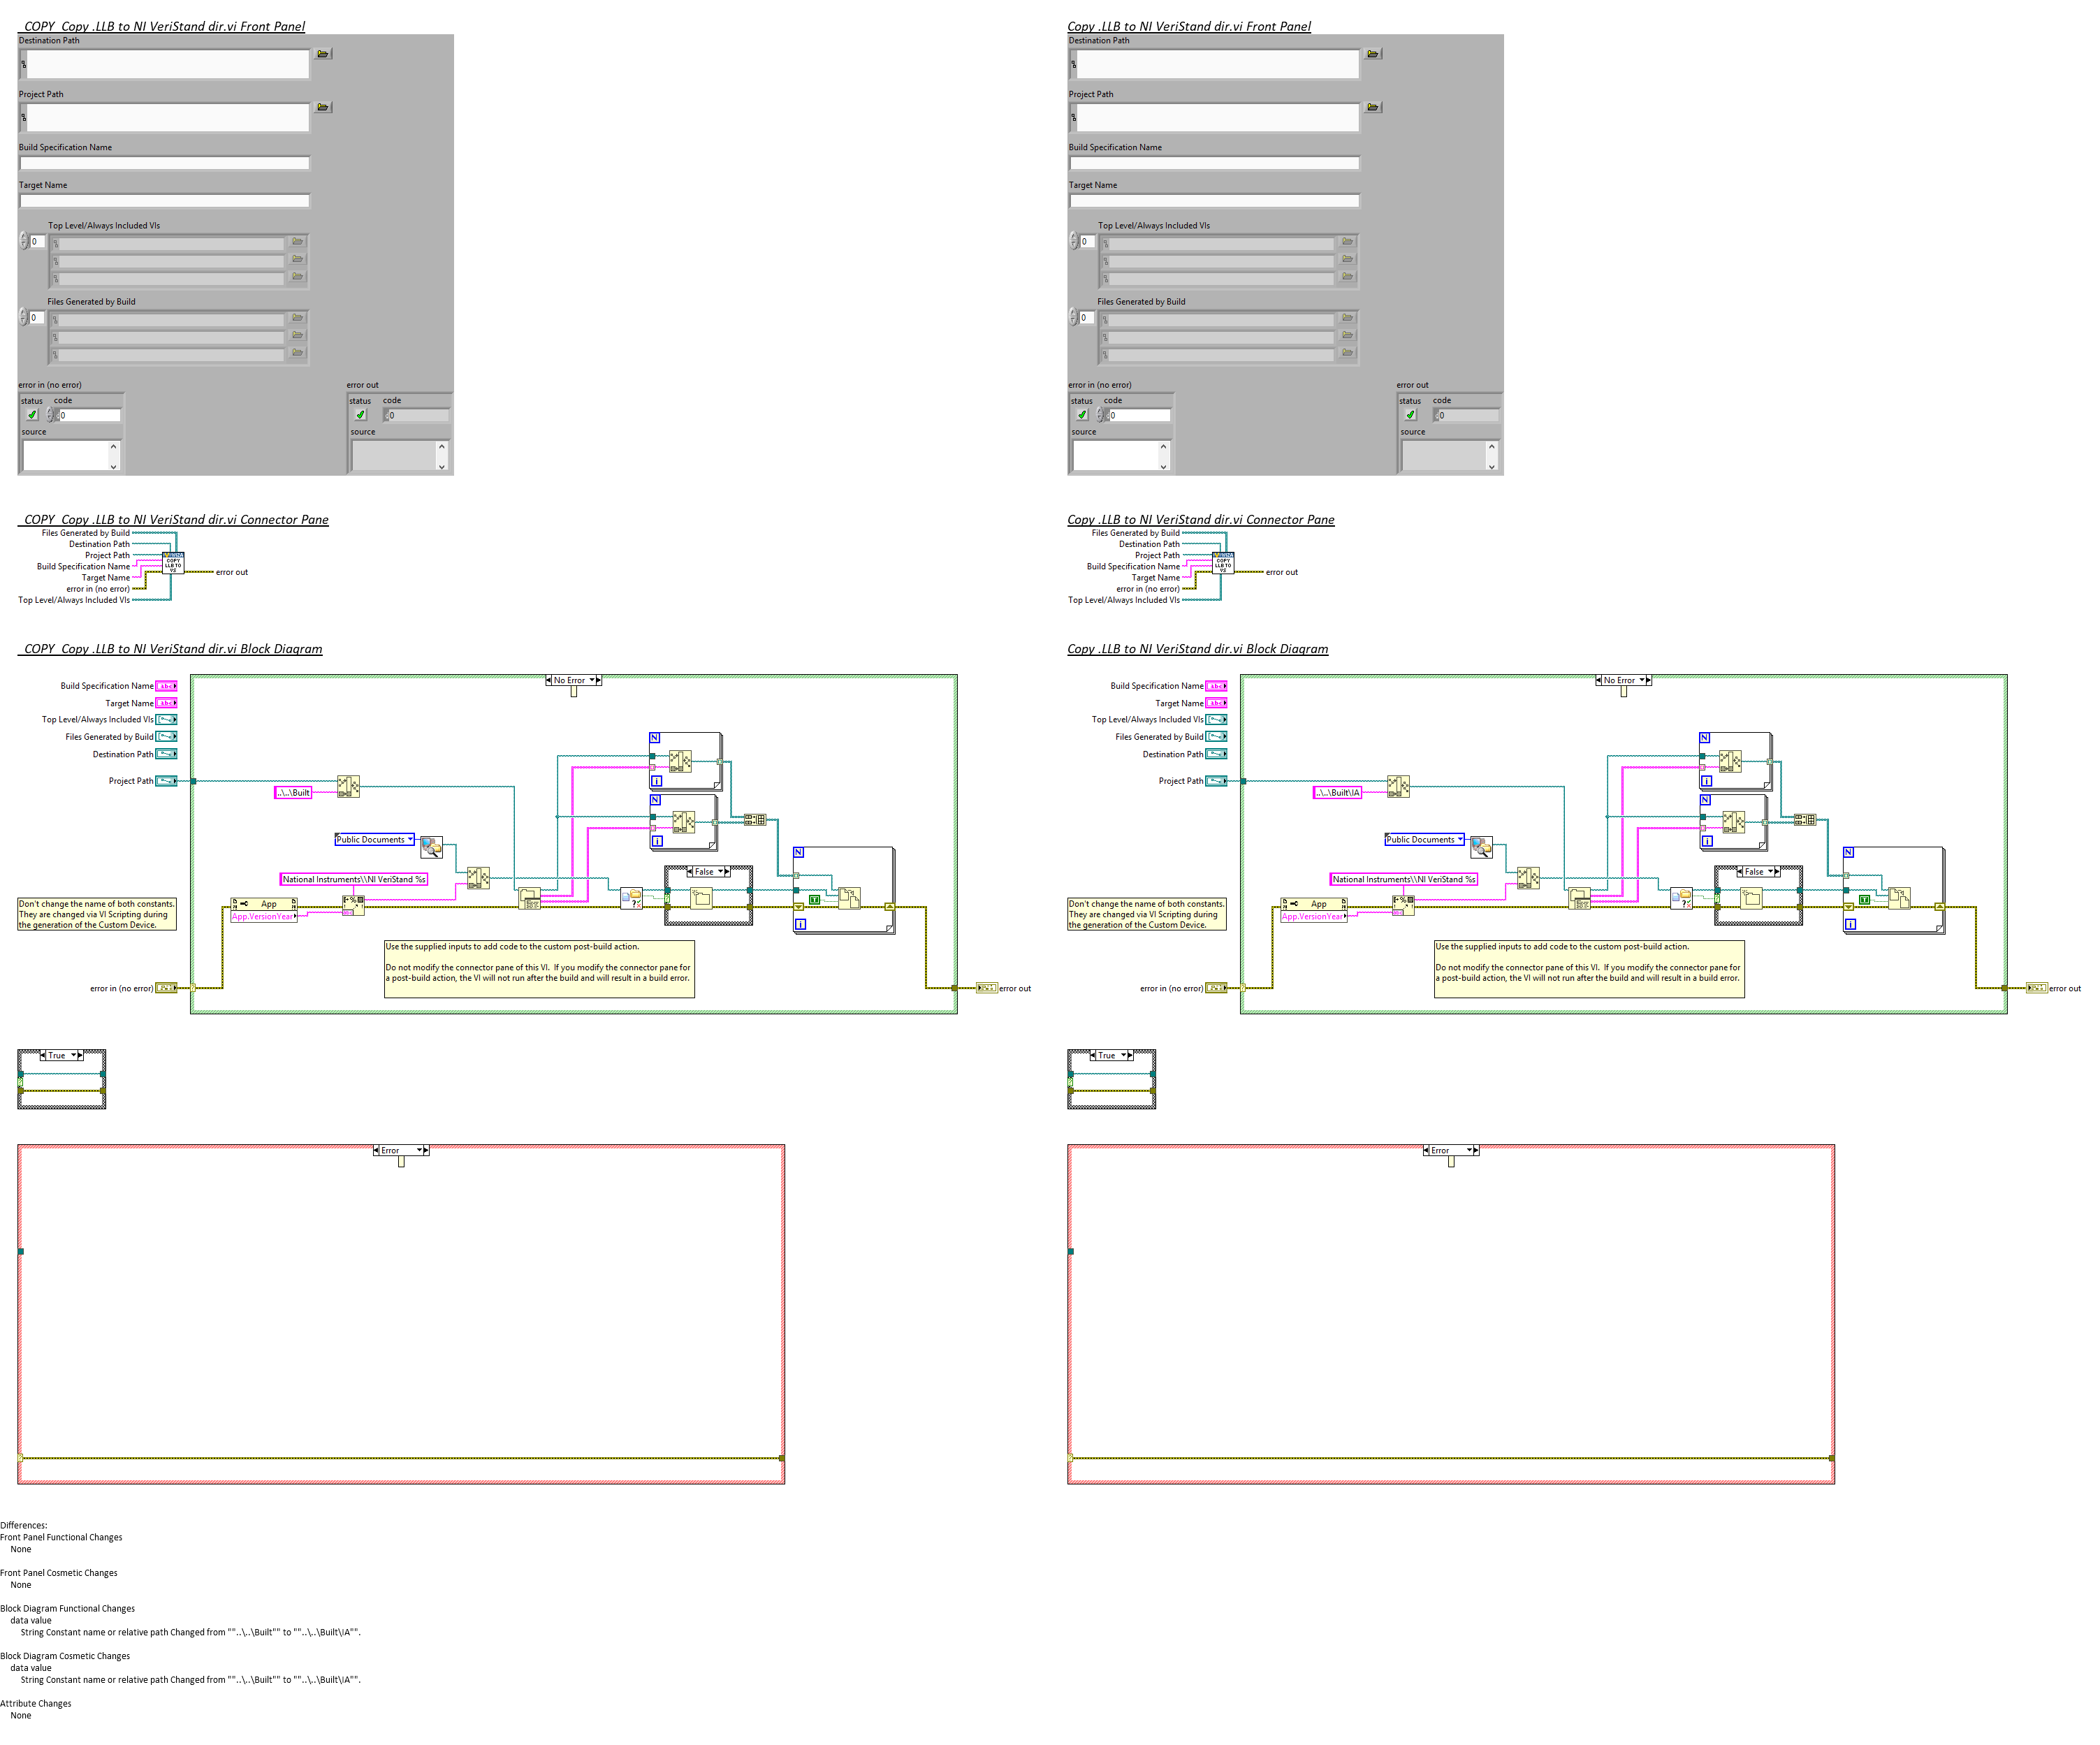 _COPY_Copy .LLB to NI VeriStand dir.vi Front Panel
Destination Path
Project Path
Build Specification Name
Target Name
Top Level/Always Included VIs
0
Files Generated by Build
0
error in (no error)
status code
0
source
error out
status code
0
source
_COPY_Copy .LLB to NI VeriStand dir.vi Connector Pane
Files Generated by Build
Destination Path
Project Path
Build Specification Name
Target Name
error in (no error)
Top Level/Always Included VIs
COPY
LLB TO
VS
error out
_COPY_Copy .LLB to NI VeriStand dir.vi Block Diagram
No Error
Build Specification Name
Target Name
Top Level/Always Included VIs
Files Generated by Build
Destination Path
Project Path
..\..\Built
N
i
N
i
Public Documents
National Instruments\\NI VeriStand %s
App
App.VersionYear
False
N
T
i
Don't change the name of both constants.
They are changed via VI Scripting during
the generation of the Custom Device.
Use the supplied inputs to add code to the custom post-build action.
Do not modify the connector pane of this VI. If you modify the connector pane for
a post-build action, the VI will not run after the build and will result in a build error.
error in (no error)
error out
True
Error
Copy .LLB to NI VeriStand dir.vi Front Panel
Destination Path
Project Path
Build Specification Name
Target Name
Top Level/Always Included VIs
0
Files Generated by Build
0
error in (no error)
status code
0
source
error out
status code
0
source
Copy .LLB to NI VeriStand dir.vi Connector Pane
Files Generated by Build
Destination Path
Project Path
Build Specification Name
Target Name
error in (no error)
Top Level/Always Included VIs
COPY
LLB TO
VS
error out
Copy .LLB to NI VeriStand dir.vi Block Diagram
No Error
Build Specification Name
Target Name
Top Level/Always Included VIs
Files Generated by Build
Destination Path
Project Path
..\..\Built\IA
N
i
N
i
Public Documents
National Instruments\\NI VeriStand %s
App
App.VersionYear
False
N
T
i
Don't change the name of both constants.
They are changed via VI Scripting during
the generation of the Custom Device.
Use the supplied inputs to add code to the custom post-build action.
Do not modify the connector pane of this VI. If you modify the connector pane for
a post-build action, the VI will not run after the build and will result in a build error.
error in (no error)
error out
True
Error
Differences:
Front Panel Functional Changes
None
Front Panel Cosmetic Changes
None
Block Diagram Functional Changes
data value
String Constant name or relative path Changed from ""..\..\Built"" to ""..\..\Built\IA"".
Block Diagram Cosmetic Changes
data value
String Constant name or relative path Changed from ""..\..\Built"" to ""..\..\Built\IA"".
Attribute Changes
None